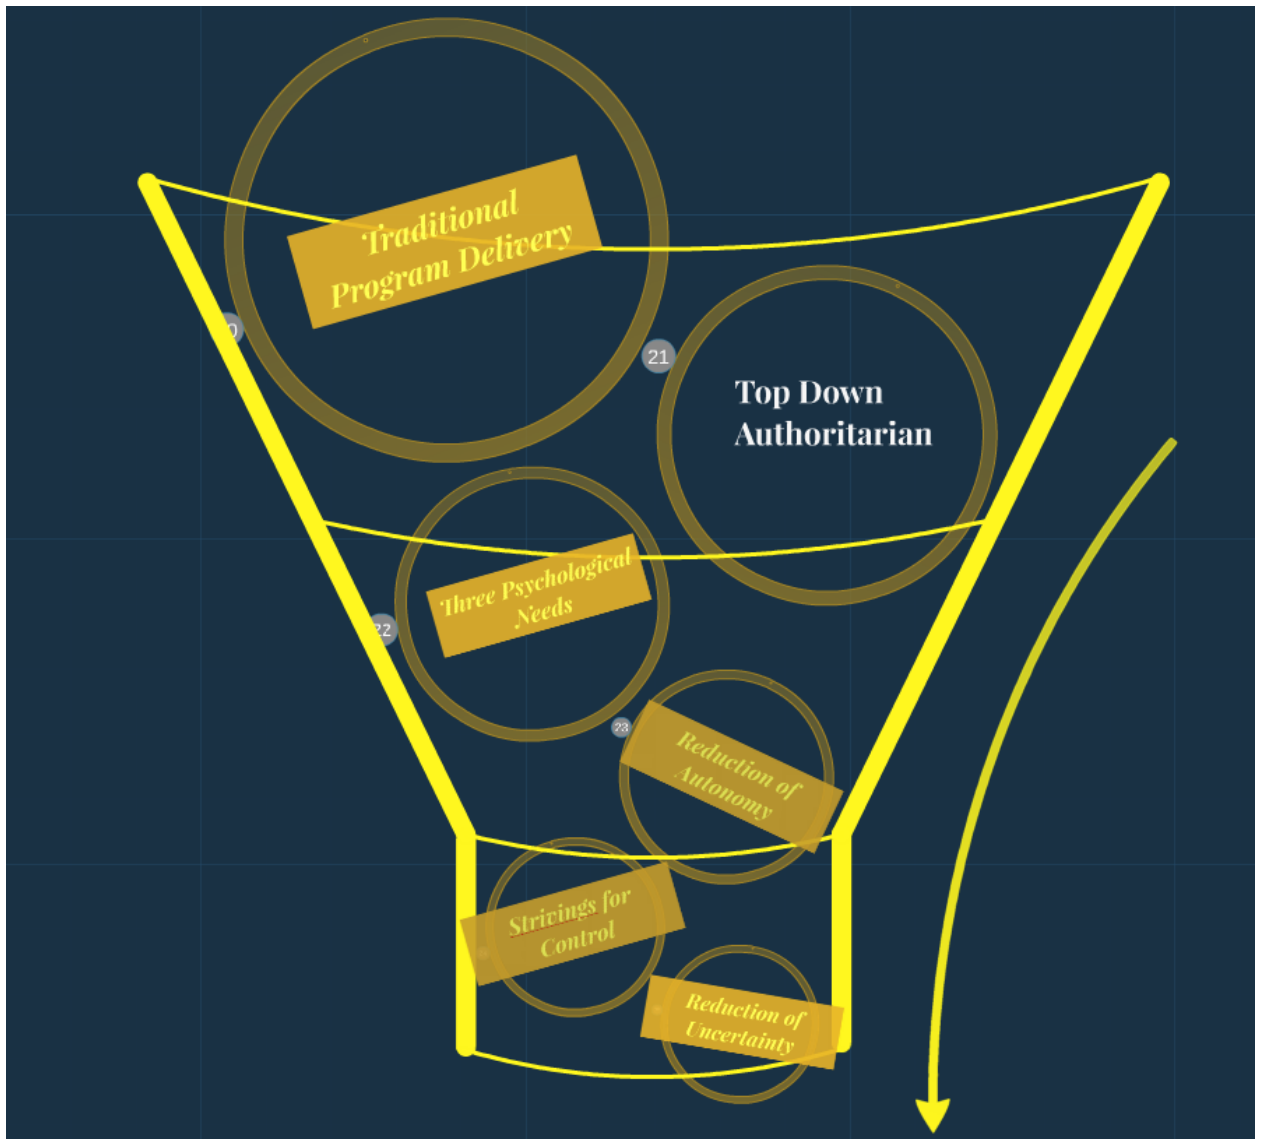 Traditional
Program Delivery
0
21
Top Down
Authoritarian
Three Psychological
Needs
22
23
Reduction of
Autonomy
Strivings for
Control
Reduction of
Uncertainty